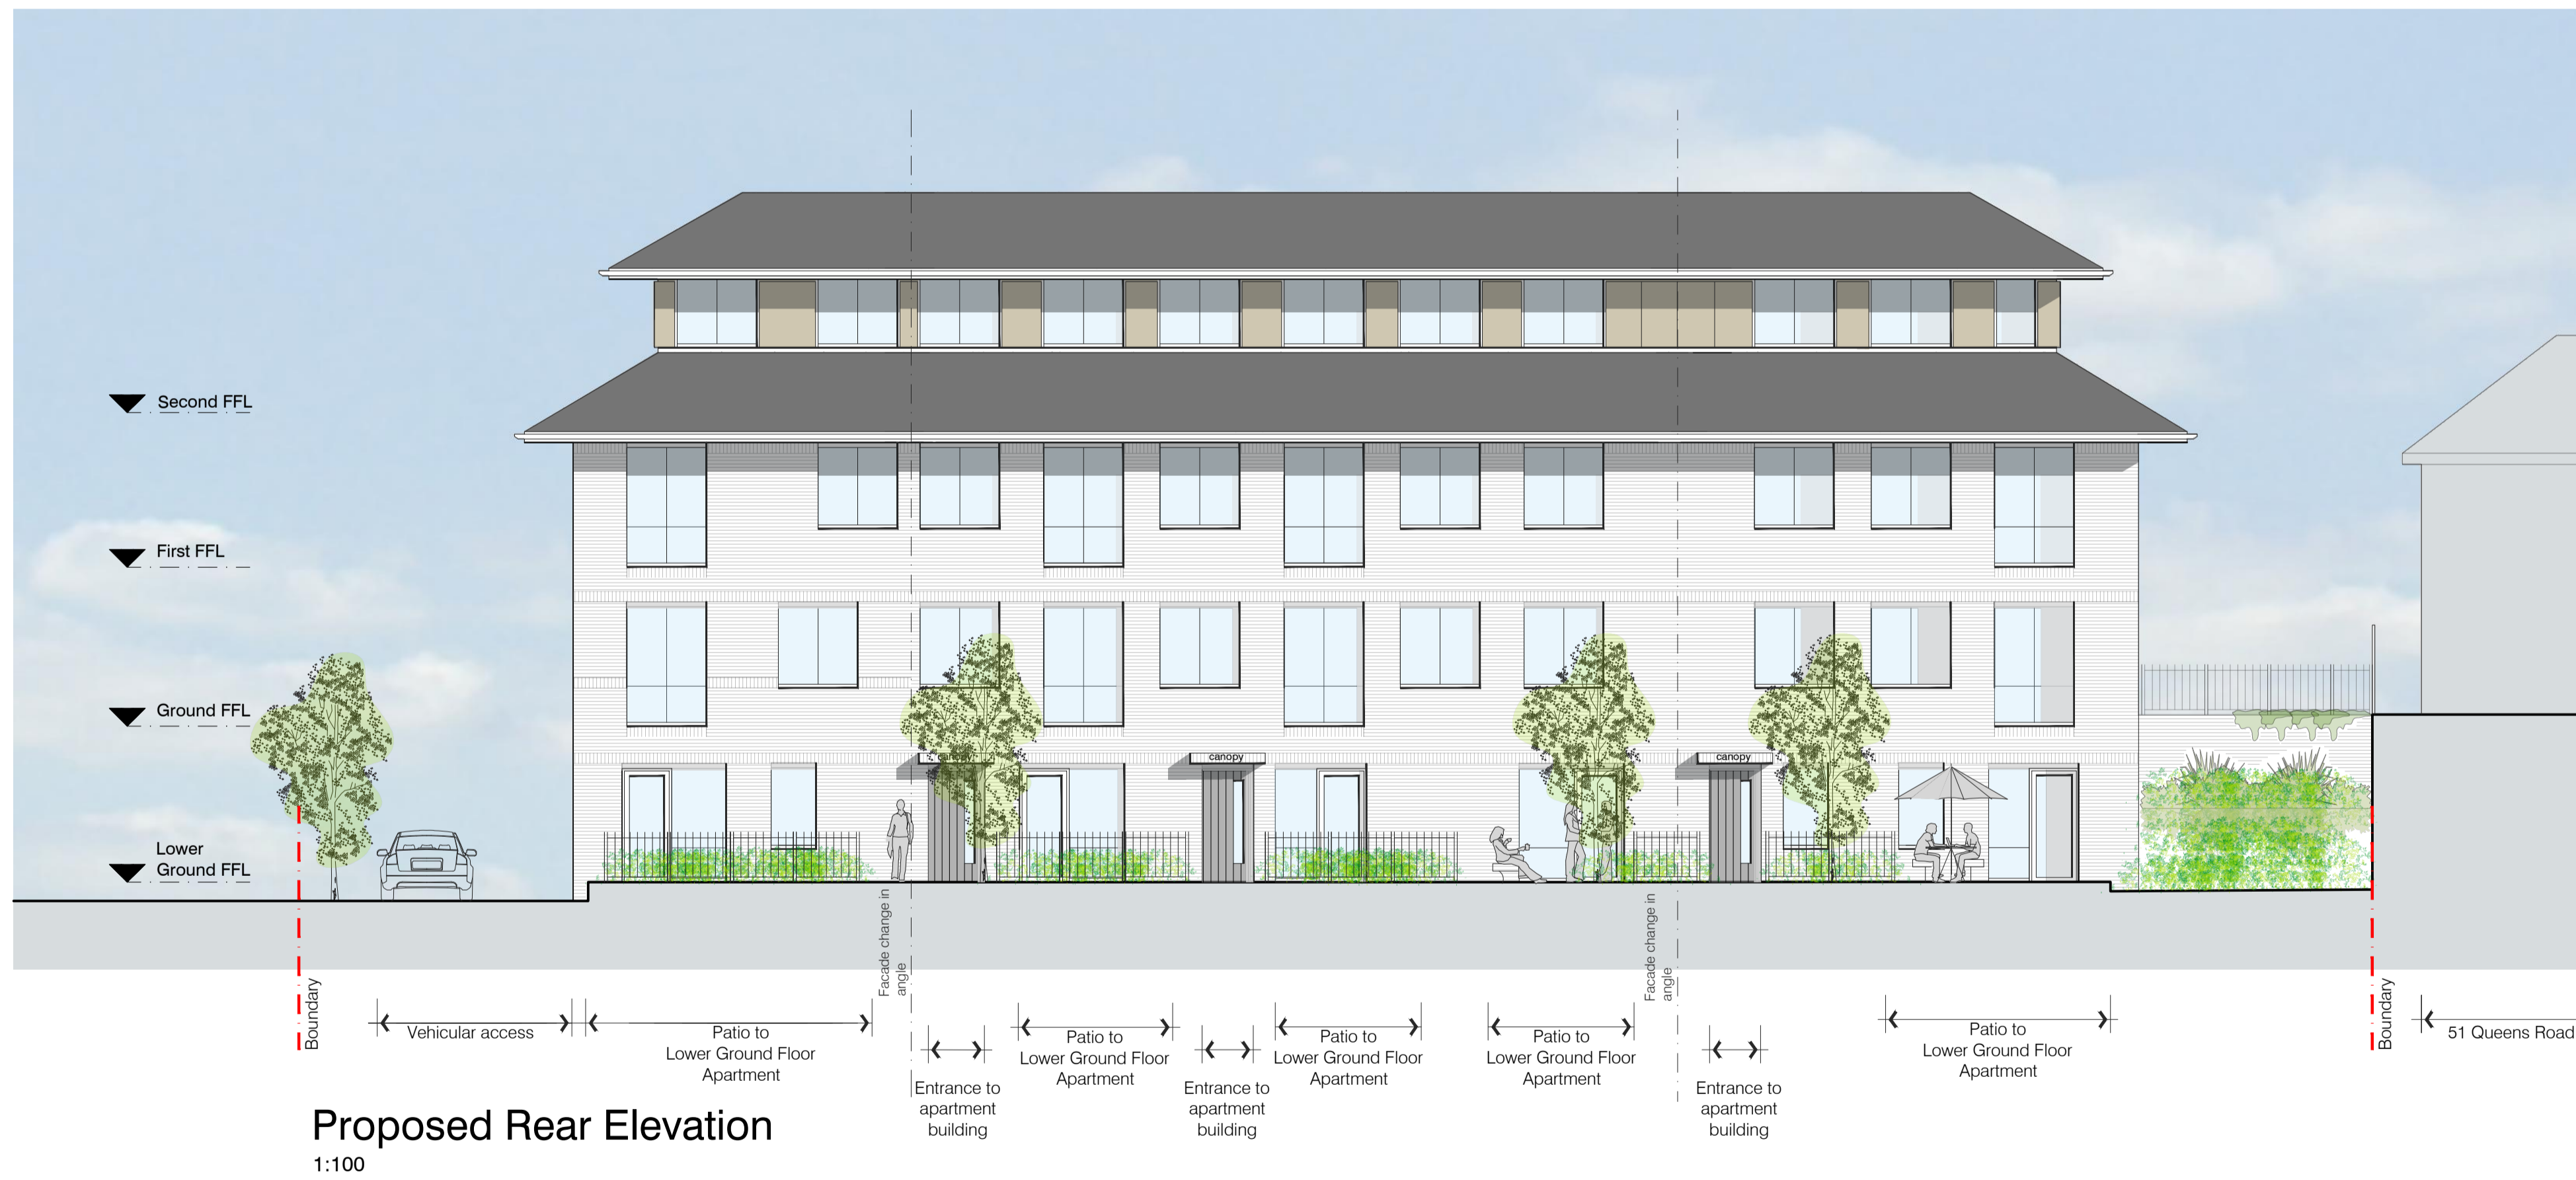 Second FFL
First FFL
Ground FFL
Lower
Ground FFL
canopy
canopy
canopy
Facade change in
angle
Facade change in
angle
Boundary
Vehicular access
Patio to
Lower Ground Floor
Apartment
Entrance to
apartment
building
Patio to
Lower Ground Floor
Apartment
Entrance to
apartment
building
Patio to
Lower Ground Floor
Apartment
Patio to
Lower Ground Floor
Apartment
Entrance to
apartment
building
Patio to
Lower Ground Floor
Apartment
Boundary
51 Queens Road
Proposed Rear Elevation
1:100